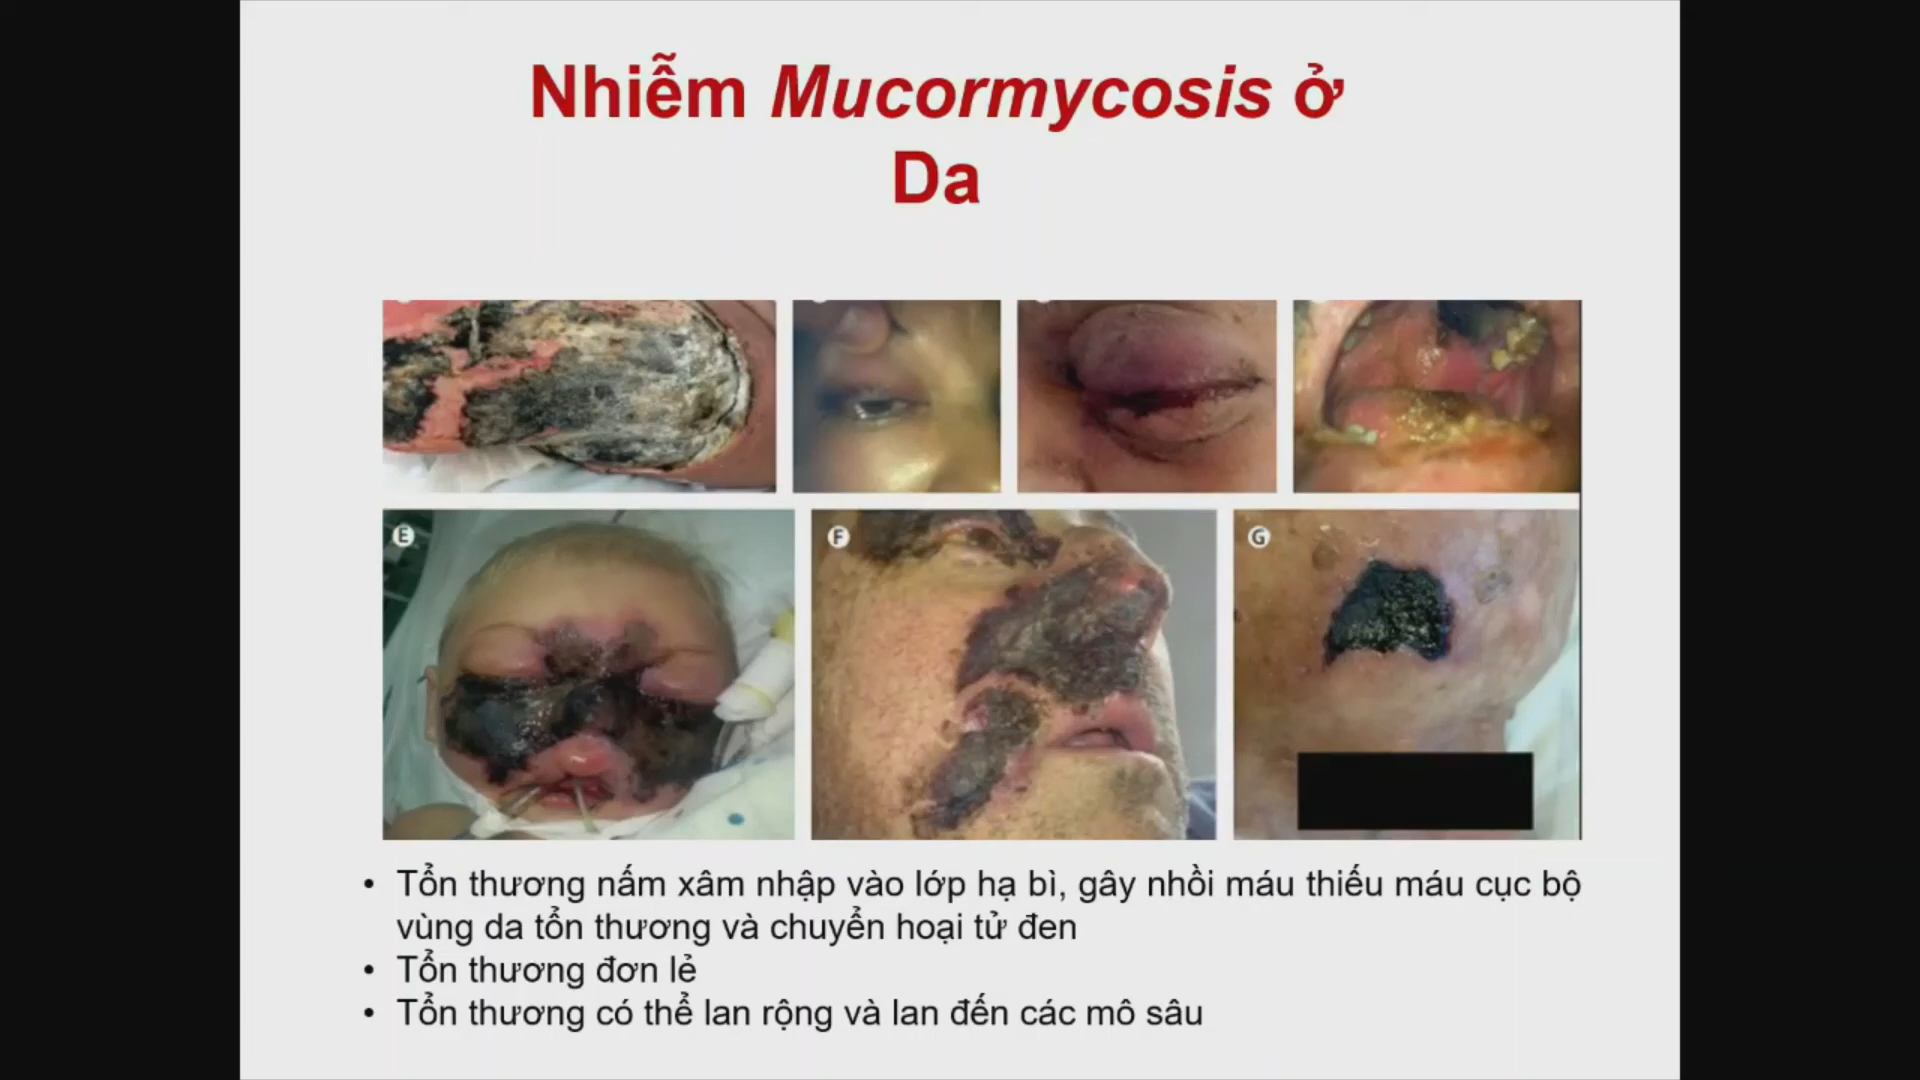 Nhiễm Mucormycosis ở
Da
E
F
G
• Tổn thương nấm xâm nhập vào lớp hạ bì, gây nhồi máu thiếu máu cục bộ
vùng da tổn thương và chuyển hoại tử đen
• Tổn thương đơn lẻ
• Tổn thương có thể lan rộng và lan đến các mô sâu